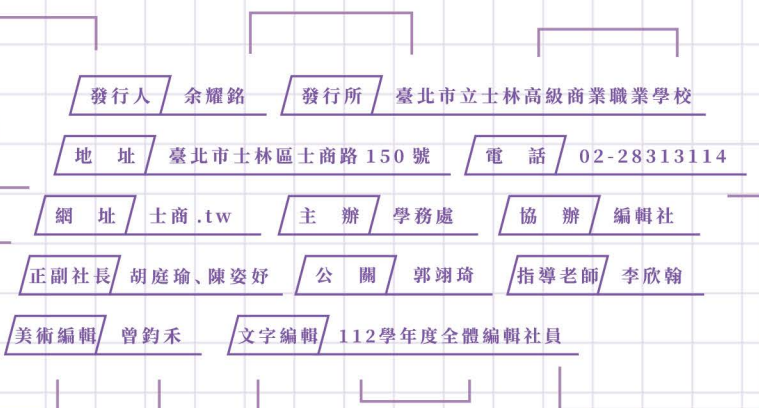 發行人 余耀銘 發行所 臺北市立士林高級商業職業學校
地 址 臺北市士林區士商路 150 號 電 話 02-28313114
網 址 士商 .tw 主 辦 學務處 協 辦 編輯社
正副社長 胡庭瑜、陳姿妤 公 關 郭翊琦 指導老師 李欣翰
美術編輯 曾鈞禾 文字編輯 112學年度全體編輯社員